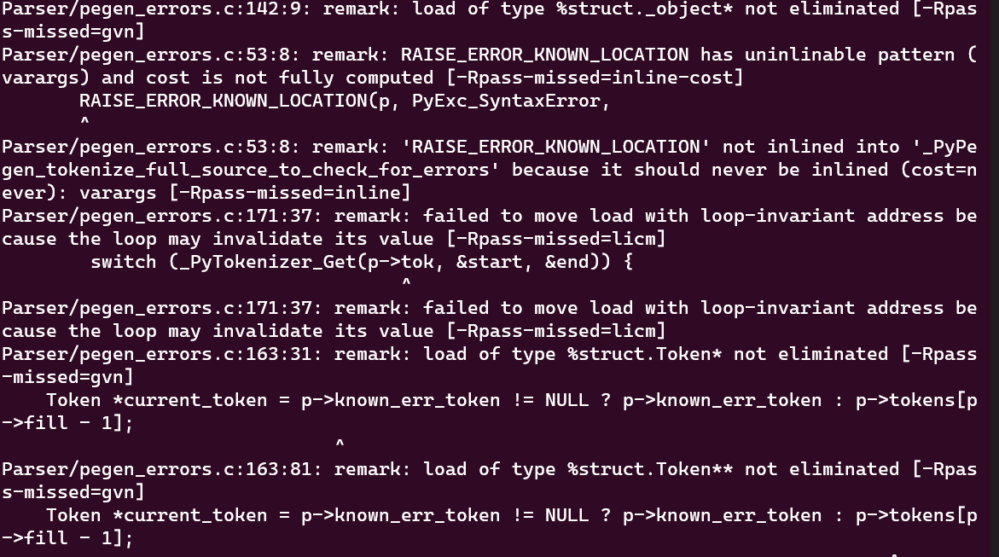 Parser/pegen_errors.c:142:9: remark: load of type %struct._object* not eliminated [-Rpas
s-missed=gvn]
Parser/pegen_errors.c:53:8: remark: RAISE_ERROR_KNOWN_LOCATION has uninlinable pattern (
varargs) and cost is not fully computed [-Rpass-missed=inline-cost]
       RAISE_ERROR_KNOWN_LOCATION(p, PyExc_SyntaxError,
       ^
Parser/pegen_errors.c:53:8: remark: 'RAISE_ERROR_KNOWN_LOCATION' not inlined into '_PyPe
gen_tokenize_full_source_to_check_for_errors' because it should never be inlined (cost=n
ever): varargs [-Rpass-missed=inline]
Parser/pegen_errors.c:171:37: remark: failed to move load with loop-invariant address be
cause the loop may invalidate its value [-Rpass-missed=licm]
        switch (_PyTokenizer_Get(p->tok, &start, &end)) {
                                    ^
Parser/pegen_errors.c:171:37: remark: failed to move load with loop-invariant address be
cause the loop may invalidate its value [-Rpass-missed=licm]
Parser/pegen_errors.c:163:31: remark: load of type %struct.Token* not eliminated [-Rpass
-missed=gvn]
    Token *current_token = p->known_err_token != NULL ? p->known_err_token : p->tokens[p
->fill - 1];
                              ^
Parser/pegen_errors.c:163:81: remark: load of type %struct.Token** not eliminated [-Rpas
s-missed=gvn]
    Token *current_token = p->known_err_token != NULL ? p->known_err_token : p->tokens[p
->fill - 1];
                                                                                ^